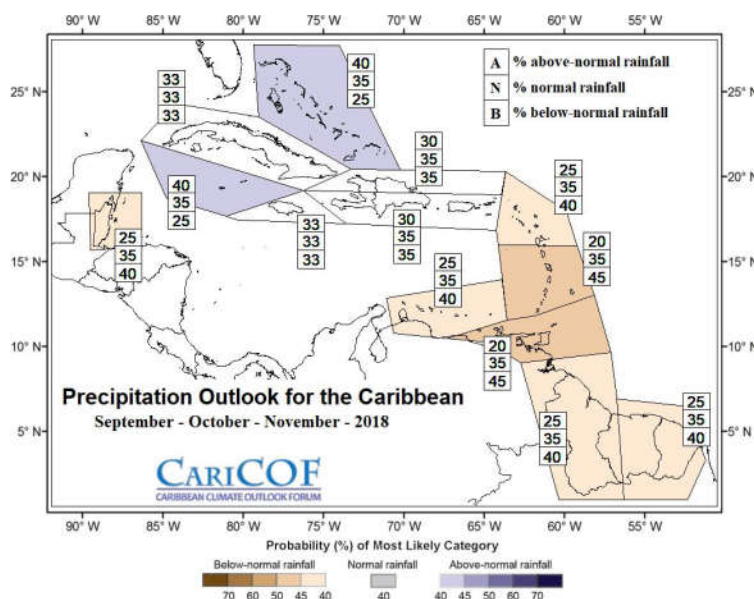 90° W 85° W 80° W 75° W 70° W 65° W 60° W 55° W
25° N
20° N
15° N
10° N
5° N
25° N
20° N
15° N
10° N
5° N
A % above-normal rainfall
N % normal rainfall
B % below-normal rainfall
33
33
33
40
35
25
30
35
35
25
35
40
40
35
25
20
35
45
25
35
40
33
33
33
30
35
35
25
35
40
20
35
45
25
35
40
25
35
40
Precipitation Outlook for the Caribbean
September - October - November - 2018
CARICOF
CARIBBEAN CLIMATE OUTLOOK FORUM
90° W 85° W 80° W 75° W 70° W 65° W 60° W 55° W
Probability (%) of Most Likely Category
Below-normal rainfall Normal rainfall Above-normal rainfall
70 60 50 45 40 40 40 45 50 60 70